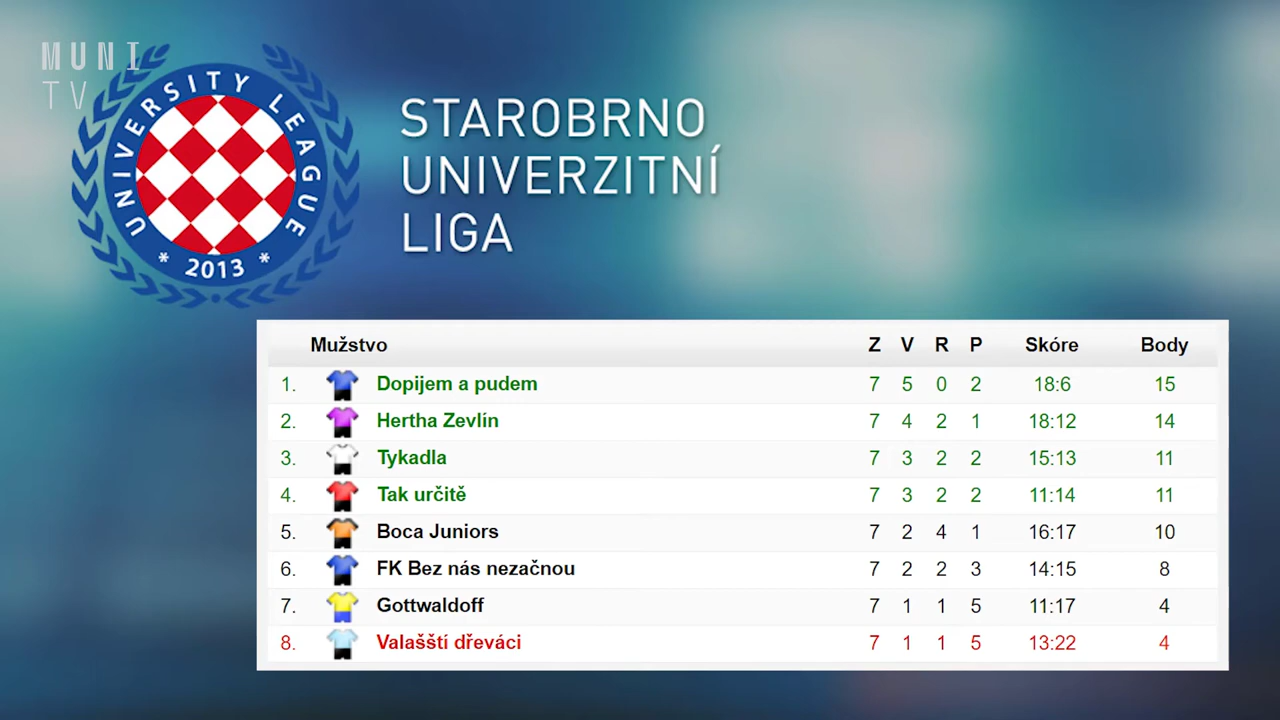 MUNI
TV
UNIVERSITY LEAGUE
* 2013 *
STAROBRNO
UNIVERZITNÍ
LIGA
Mužstvo Z V R P Skóre Body
1. Dopijem a pudem 7 5 0 2 18:6 15
2. Hertha Zevlín 7 4 2 1 18:12 14
3. Tykadla 7 3 2 2 15:13 11
4. Tak určitě 7 3 2 2 11:14 11
5. Boca Juniors 7 2 4 1 16:17 10
6. FK Bez nás nezačnou 7 2 2 3 14:15 8
7. Gottwaldoff 7 1 1 5 11:17 4
8. Valašští dřeváci 7 1 1 5 13:22 4